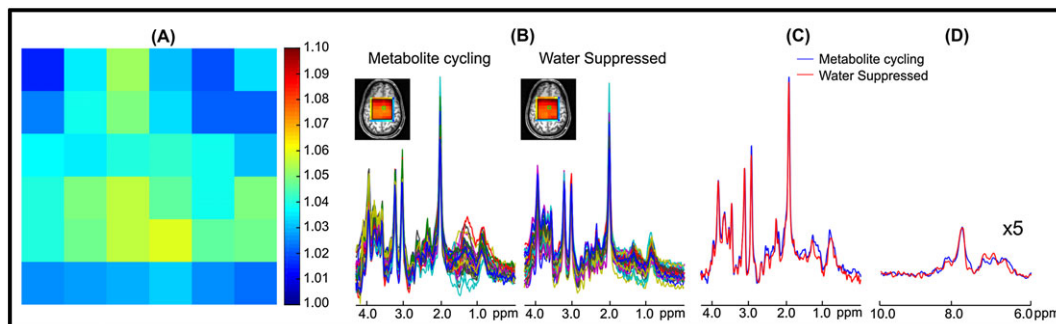 (A)
(B)
(C)
(D)
Metabolite cycling
Water Suppressed
Metabolite cycling
Water Suppressed
1.10
1.09
1.08
1.07
1.06
1.05
1.04
1.03
1.02
1.01
1.00
x5
4.0 3.0 2.0 1.0 ppm
4.0 3.0 2.0 1.0 ppm
4.0 3.0 2.0 1.0 ppm
10.0 8.0 6.0 ppm